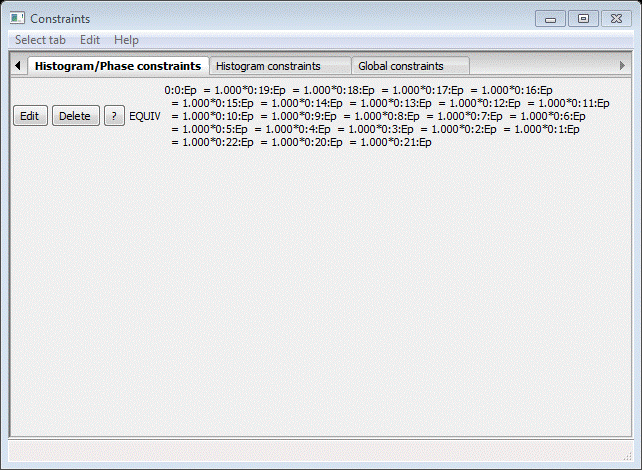 Constraints
Select tab Edit Help
Histogram/Phase constraints Histogram constraints Global constraints
0:0:Ep = 1.000*0:19:Ep = 1.000*0:18:Ep = 1.000*0:17:Ep = 1.000*0:16:Ep
= 1.000*0:15:Ep = 1.000*0:14:Ep = 1.000*0:13:Ep = 1.000*0:12:Ep = 1.000*0:11:Ep
Edit Delete ? EQUIV = 1.000*0:10:Ep = 1.000*0:9:Ep = 1.000*0:8:Ep = 1.000*0:7:Ep = 1.000*0:6:Ep
= 1.000*0:5:Ep = 1.000*0:4:Ep = 1.000*0:3:Ep = 1.000*0:2:Ep = 1.000*0:1:Ep
= 1.000*0:22:Ep = 1.000*0:20:Ep = 1.000*0:21:Ep